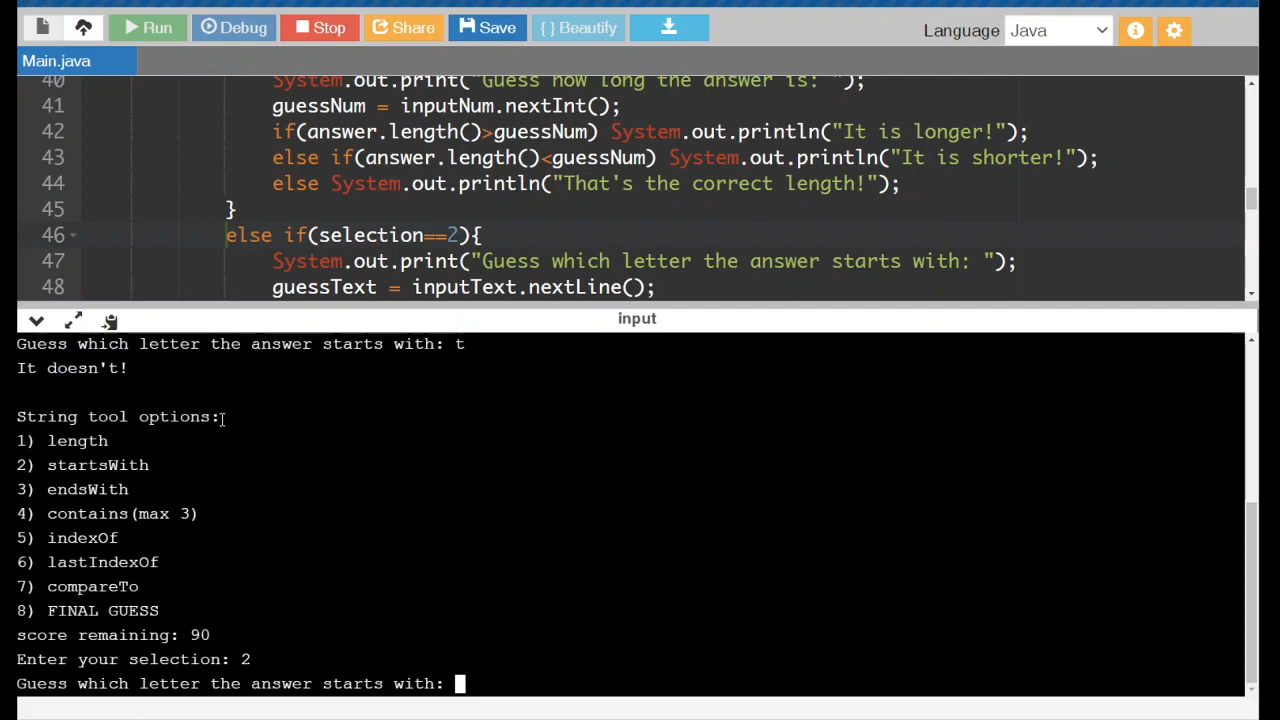 Run Debug Stop Share Save { } Beautify Language Java
Main.java
40 System.out.print("Guess how long the answer is: ");
41 guessNum = inputNum.nextInt();
42 if(answer.length()>guessNum) System.out.println("It is longer!");
43 else if(answer.length()<guessNum) System.out.println("It is shorter!");
44 else System.out.println("That's the correct length!");
45 }
46 else if(selection==2){
47 System.out.print("Guess which letter the answer starts with: ");
48 guessText = inputText.nextLine();
input
Guess which letter the answer starts with: t
It doesn't!
String tool options:
1) length
2) startsWith
3) endsWith
4) contains(max 3)
5) indexOf
6) lastIndexOf
7) compareTo
8) FINAL GUESS
score remaining: 90
Enter your selection: 2
Guess which letter the answer starts with: